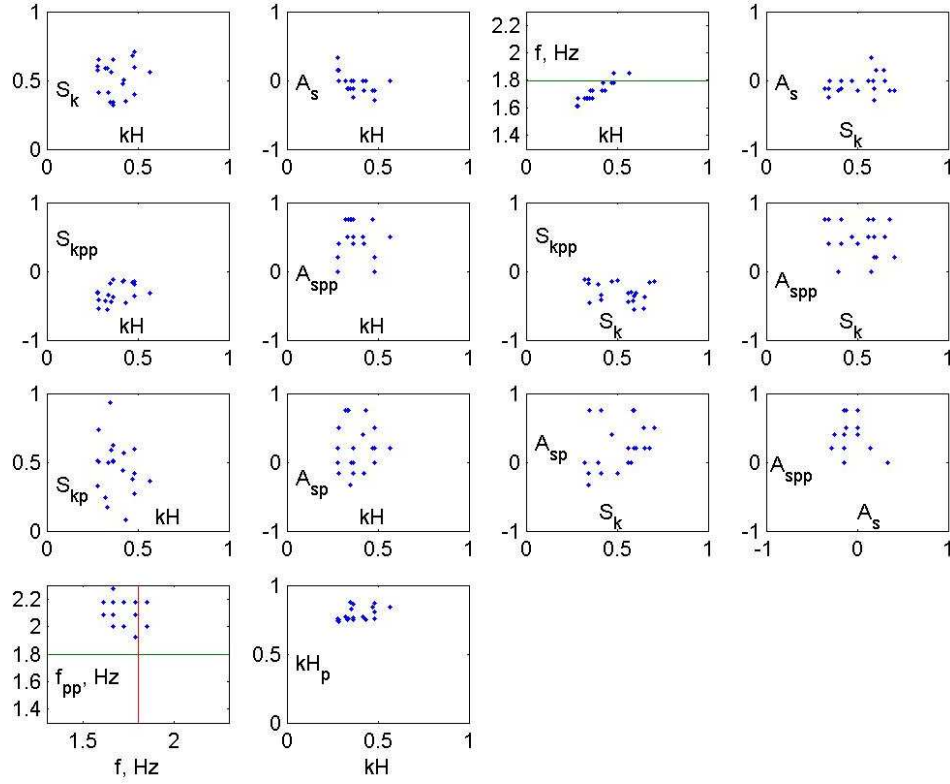 1
0.5
0
S_k
kH
0 0.5 1
1
0
-1
A_s
kH
0 0.5 1
2.2
2
1.8
1.6
1.4
f, Hz
kH
0 0.5 1
1
0
-1
A_s
S_k
0 0.5 1
1
0
-1
S_kpp
kH
0 0.5 1
1
0
-1
A_spp
kH
0 0.5 1
1
0
-1
S_kpp
S_k
0 0.5 1
1
0
-1
A_spp
S_k
0 0.5 1
1
0.5
0
S_kp
kH
0 0.5 1
1
0
-1
A_sp
kH
0 0.5 1
1
0
-1
A_sp
S_k
0 0.5 1
1
0
-1
A_spp
A_s
-1 0 1
2.2
2
1.8
1.6
1.4
f_pp, Hz
1.5 2
f, Hz
1
0.5
0
kH_p
0 0.5 1
kH